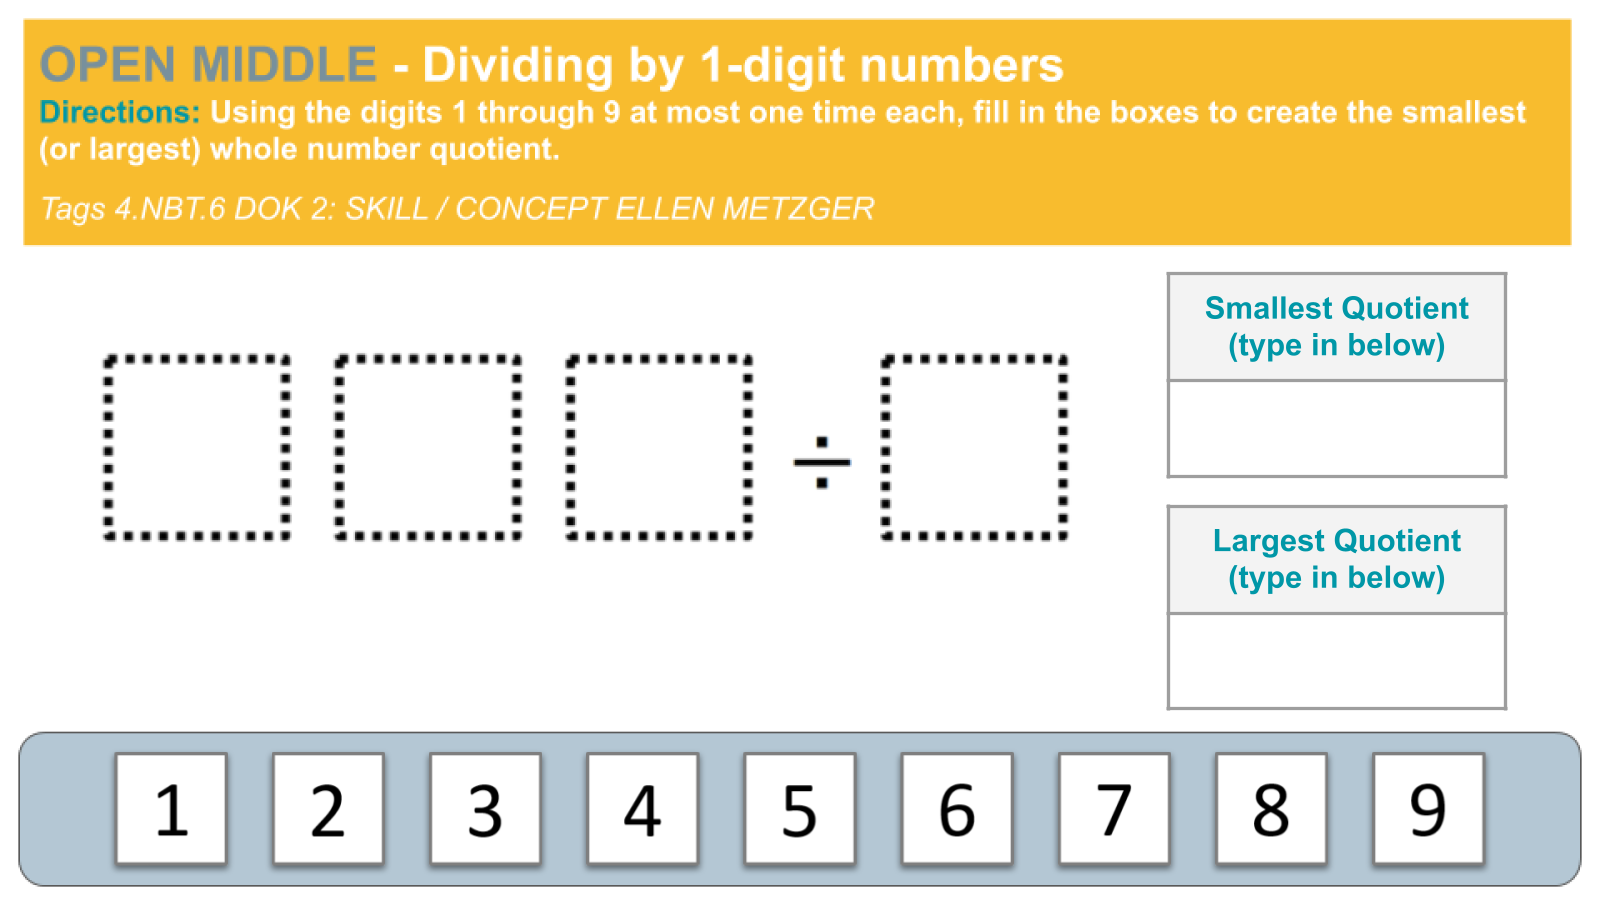 OPEN MIDDLE - Dividing by 1-digit numbers
Directions: Using the digits 1 through 9 at most one time each, fill in the boxes to create the smallest
(or largest) whole number quotient.
Tags 4.NBT.6 DOK 2: SKILL / CONCEPT ELLEN METZGER
Smallest Quotient
(type in below)
÷
Largest Quotient
(type in below)
1 2 3 4 5 6 7 8 9